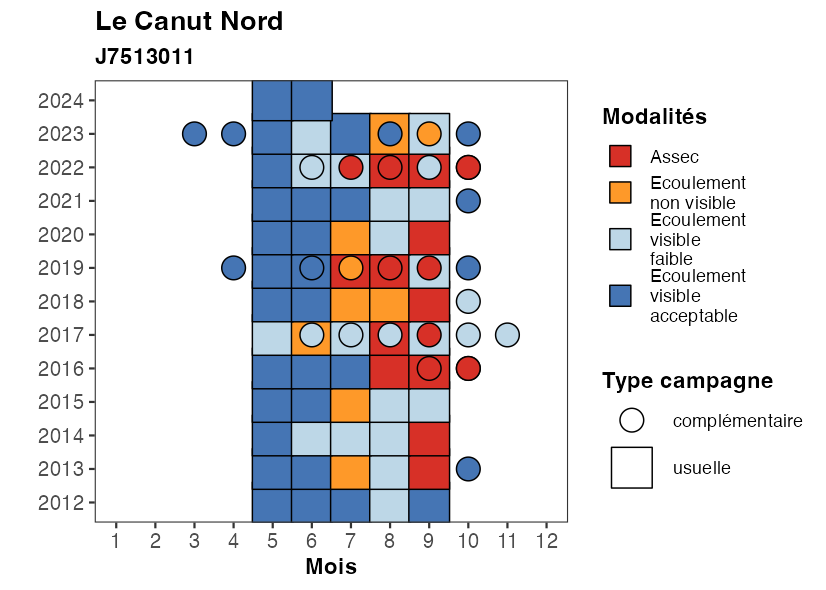 Le Canut Nord
J7513011
2024
2023
2022
2021
2020
2019
2018
2017
2016
2015
2014
2013
2012
1 2 3 4 5 6 7 8 9 10 11 12
Mois
Modalités
Assec
Ecoulement
non visible
Ecoulement
visible
faible
Ecoulement
visible
acceptable
Type campagne
complémentaire
usuelle